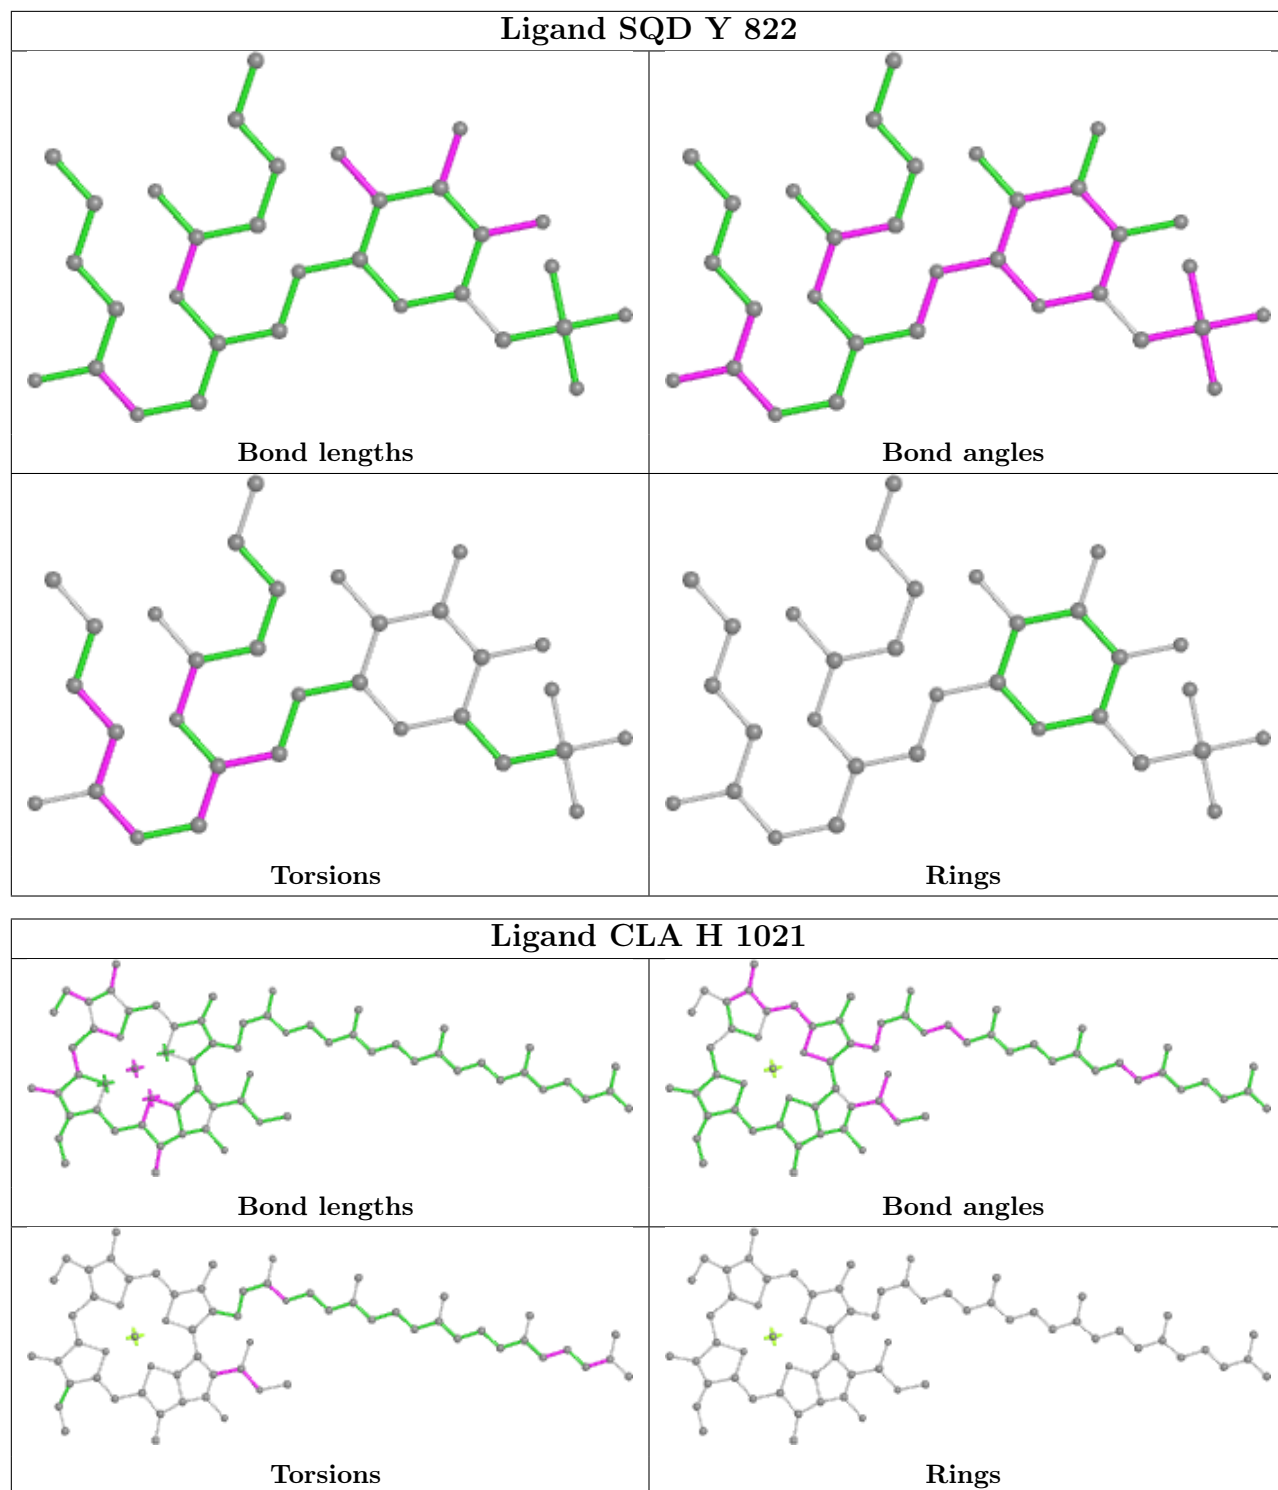 Ligand SQD Y 822
Bond lengths
Bond angles
Torsions
Rings
Ligand CLA H 1021
Bond lengths
Bond angles
Torsions
Rings